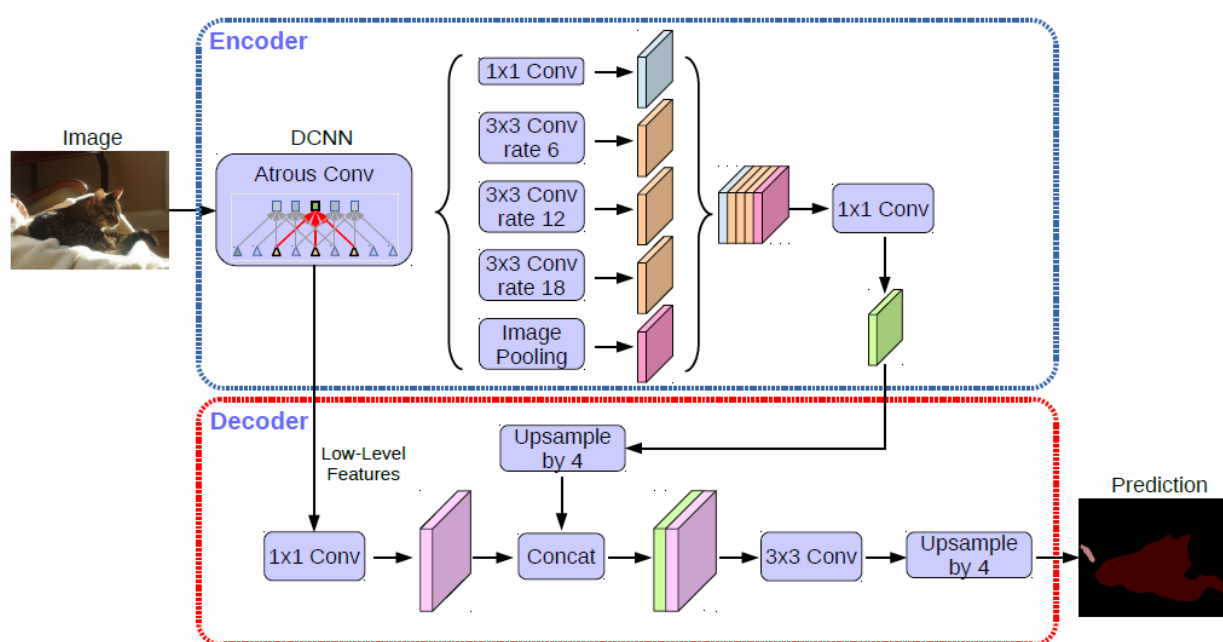 Encoder
Image
DCNN
Atrous Conv
1x1 Conv
3x3 Conv
rate 6
3x3 Conv
rate 12
3x3 Conv
rate 18
Image
Pooling
1x1 Conv
Decoder
Low-Level
Features
Upsample
by 4
1x1 Conv
Concat
3x3 Conv
Upsample
by 4
Prediction